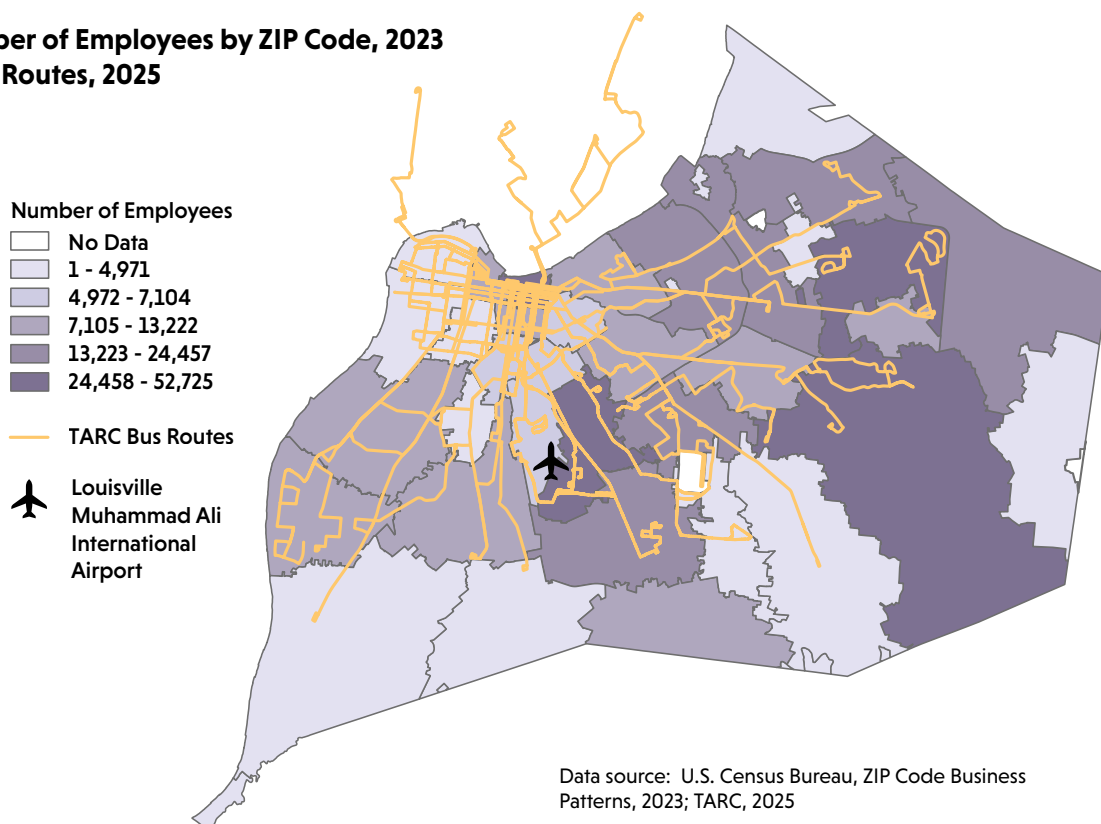 of Employees by ZIP Code, 2023
Routes, 2025
Number of Employees
No Data
1 - 4,971
4,972 - 7,104
7,105 - 13,222
13,223 - 24,457
24,458 - 52,725
TARC Bus Routes
Louisville
Muhammad Ali
International
Airport
Data source: U.S. Census Bureau, ZIP Code Business
Patterns, 2023; TARC, 2025